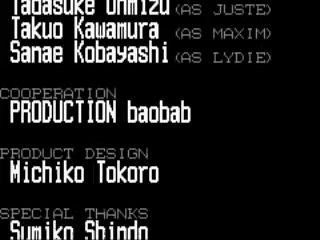 Tadasuke Ohmizu (AS JUSTE)
Takuo Kawamura (AS MAXIM)
Sanae Kobayashi (AS LYDIE)
COOPERATION
PRODUCTION baobab
PRODUCT DESIGN
Michiko Tokoro
SPECIAL THANKS
Sumiko Shindo